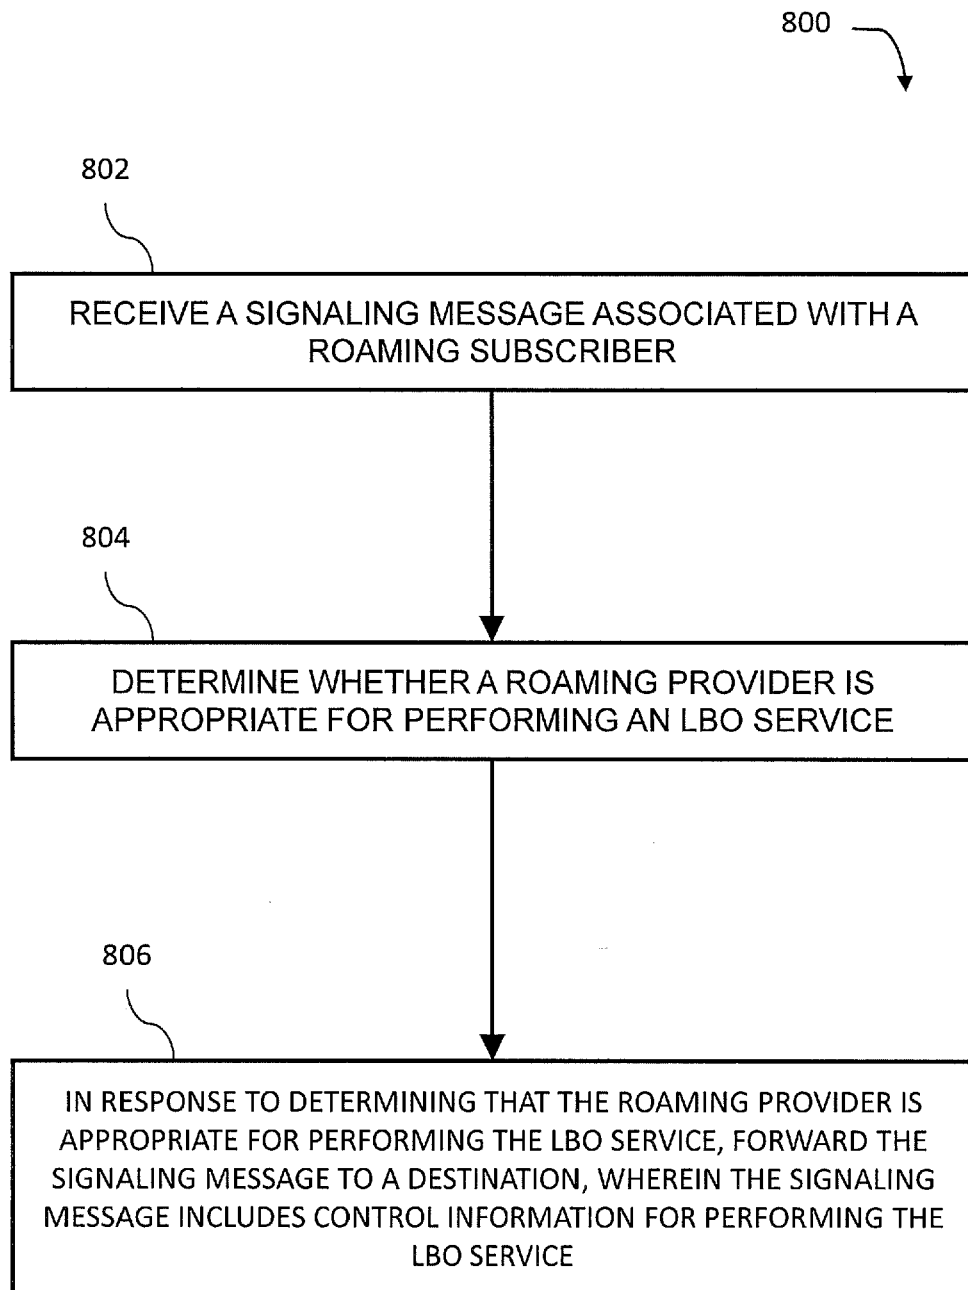 800
802
RECEIVE A SIGNALING MESSAGE ASSOCIATED WITH A
ROAMING SUBSCRIBER
804
DETERMINE WHETHER A ROAMING PROVIDER IS
APPROPRIATE FOR PERFORMING AN LBO SERVICE
806
IN RESPONSE TO DETERMINING THAT THE ROAMING PROVIDER IS
APPROPRIATE FOR PERFORMING THE LBO SERVICE, FORWARD THE
SIGNALING MESSAGE TO A DESTINATION, WHEREIN THE SIGNALING
MESSAGE INCLUDES CONTROL INFORMATION FOR PERFORMING THE
LBO SERVICE